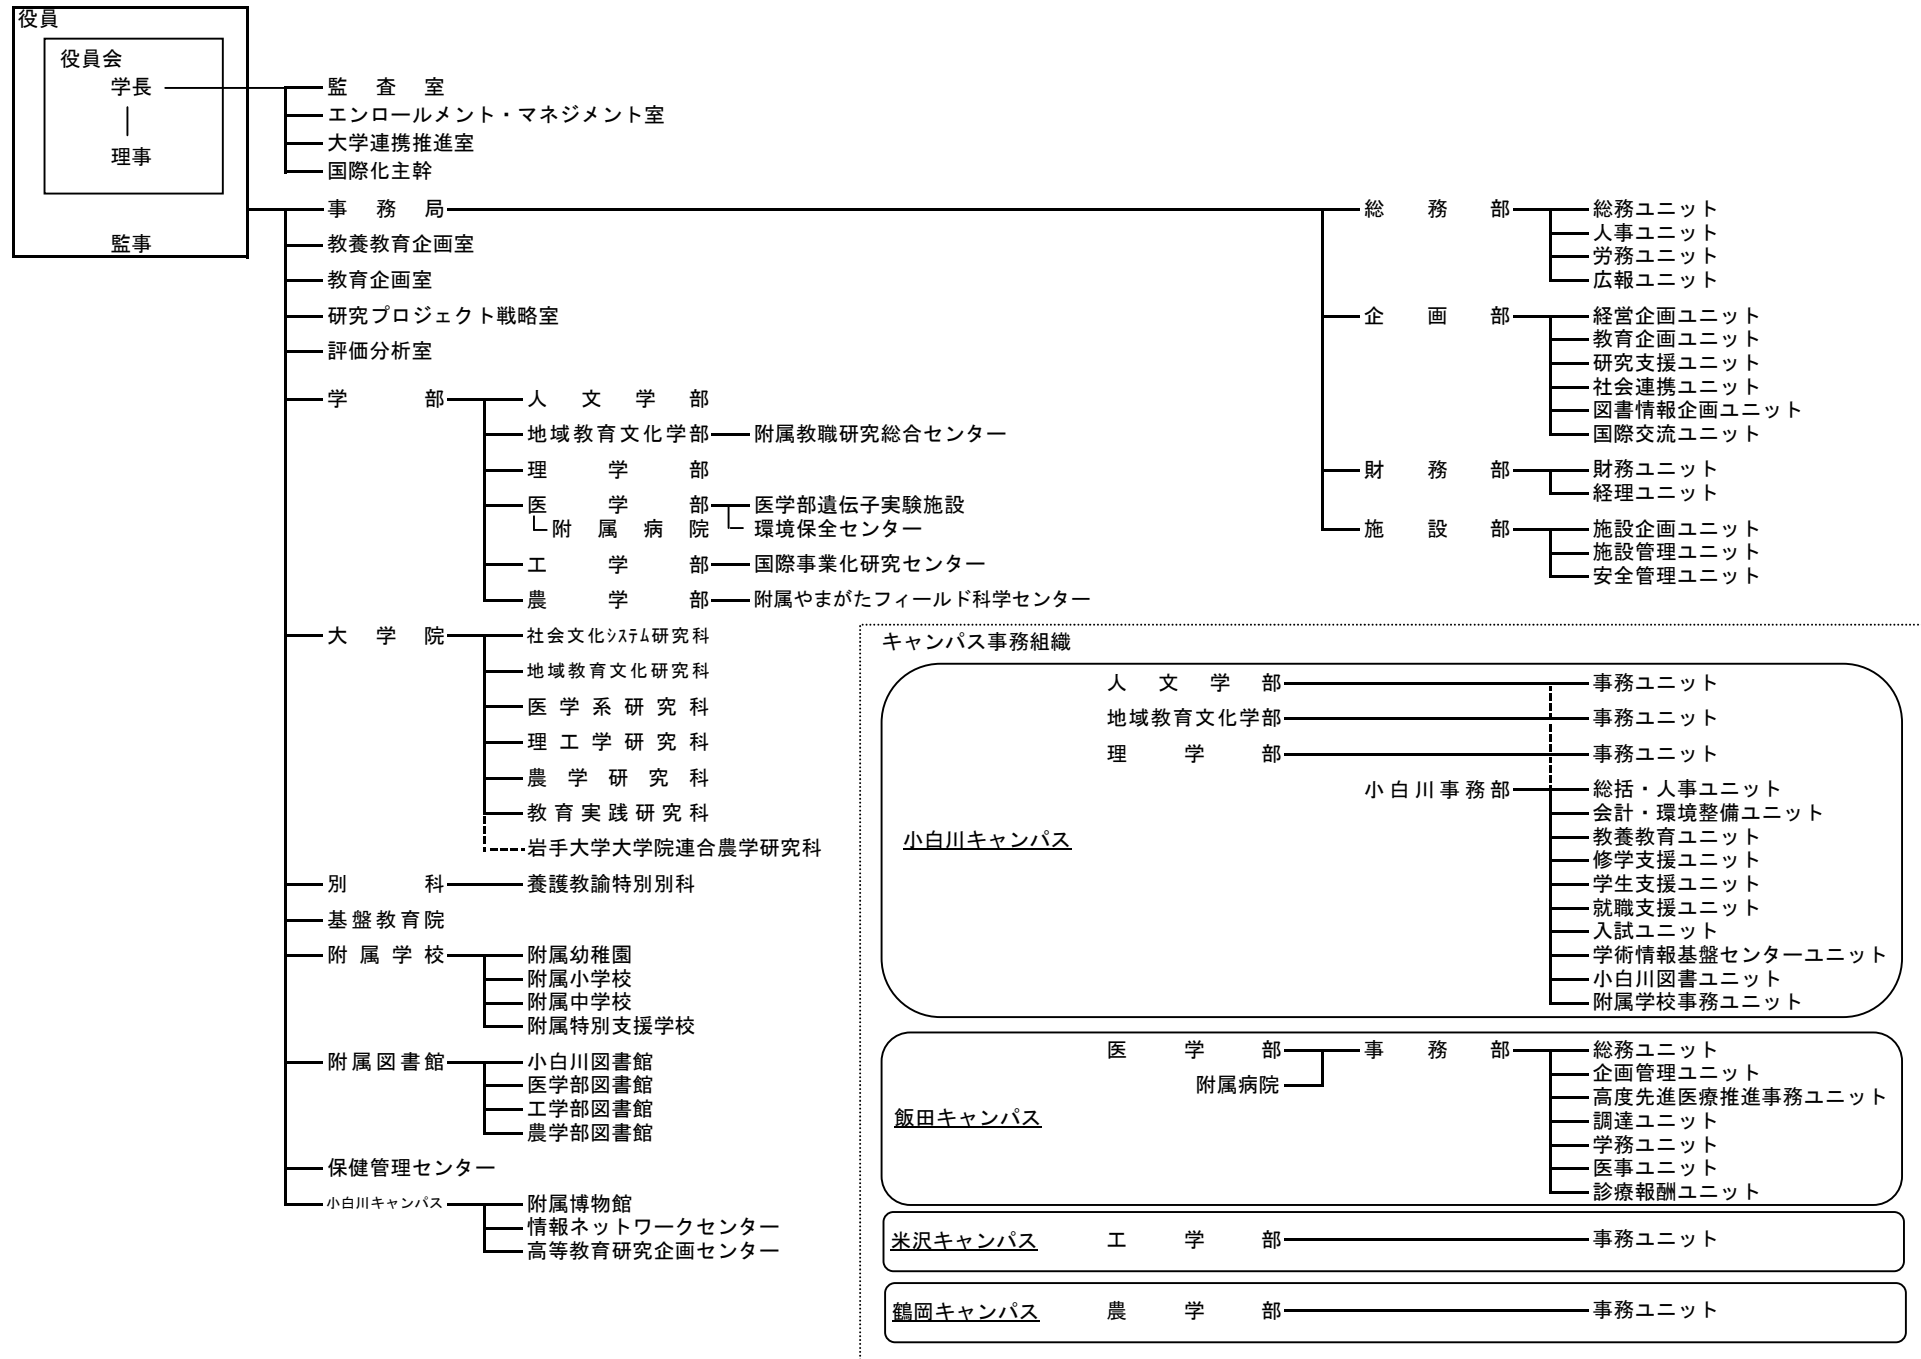 役員
役員会
学長
理事
監事
監査室
エンロールメント・マネジメント室
大学連携推進室
国際化主幹
事務局
教養教育企画室
教育企画室
研究プロジェクト戦略室
評価分析室
学部
人文学部
地域教育文化学部 附属教職研究総合センター
理学部
医学部 医学部遺伝子実験施設
附属病院 環境保全センター
工学部 国際事業化研究センター
農学部 附属やまがたフィールド科学センター
大学院
社会文化システム研究科
地域教育文化研究科
医学系研究科
理工学研究科
農学研究科
教育実践研究科
岩手大学大学院連合農学研究科
別科 養護教諭特別別科
基盤教育院
附属学校
附属幼稚園
附属小学校
附属中学校
附属特別支援学校
附属図書館
小白川図書館
医学部図書館
工学部図書館
農学部図書館
保健管理センター
小白川キャンパス
附属博物館
情報ネットワークセンター
高等教育研究企画センター
総務部
総務ユニット
人事ユニット
労務ユニット
広報ユニット
企画部
経営企画ユニット
教育企画ユニット
研究支援ユニット
社会連携ユニット
図書情報企画ユニット
国際交流ユニット
財務部
財務ユニット
経理ユニット
施設部
施設企画ユニット
施設管理ユニット
安全管理ユニット
キャンパス事務組織
小白川キャンパス
人文学部 事務ユニット
地域教育文化学部 事務ユニット
理学部 事務ユニット
小白川事務部
総括・人事ユニット
会計・環境整備ユニット
教養教育ユニット
修学支援ユニット
学生支援ユニット
就職支援ユニット
入試ユニット
学術情報基盤センターユニット
小白川図書ユニット
附属学校事務ユニット
飯田キャンパス
医学部
附属病院
事務部
総務ユニット
企画管理ユニット
高度先進医療推進事務ユニット
調達ユニット
学務ユニット
医事ユニット
診療報酬ユニット
米沢キャンパス 工学部 事務ユニット
鶴岡キャンパス 農学部 事務ユニット